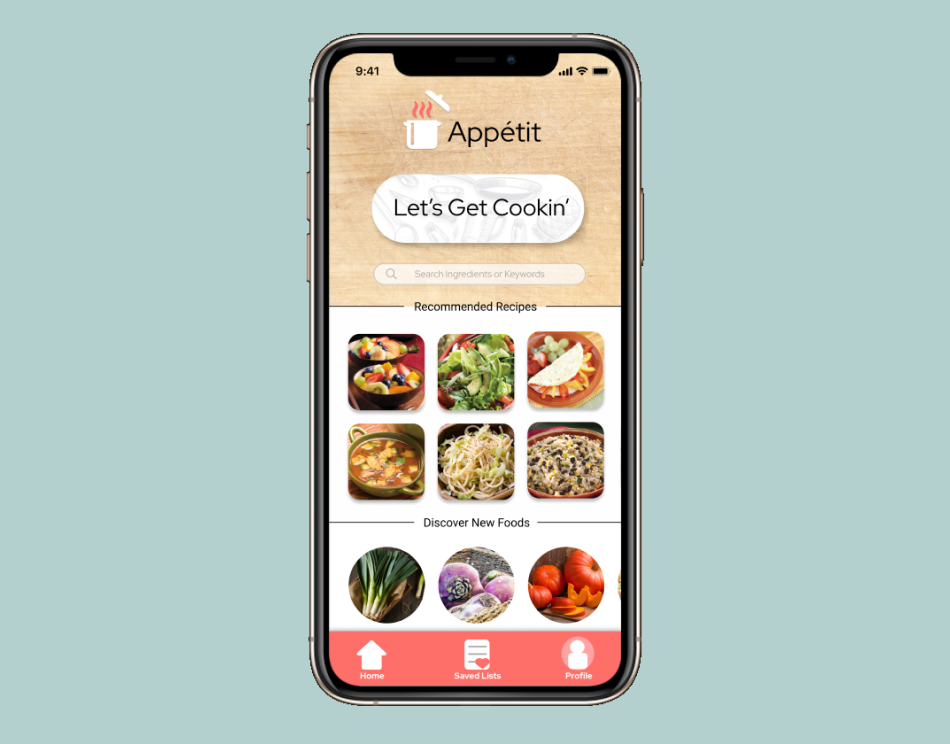 9:41
Appétit
Let's Get Cookin'
Search Ingredients or Keywords
Recommended Recipes
Discover New Foods
Home
Saved Lists
Profile